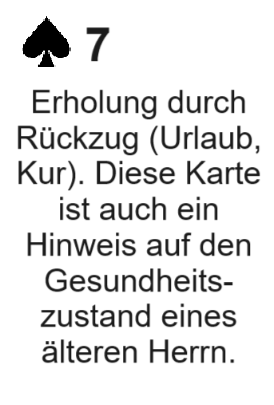 ♠ 7
Erholung durch
Rückzug (Urlaub,
Kur). Diese Karte
ist auch ein
Hinweis auf den
Gesundheits-
zustand eines
älteren Herrn.